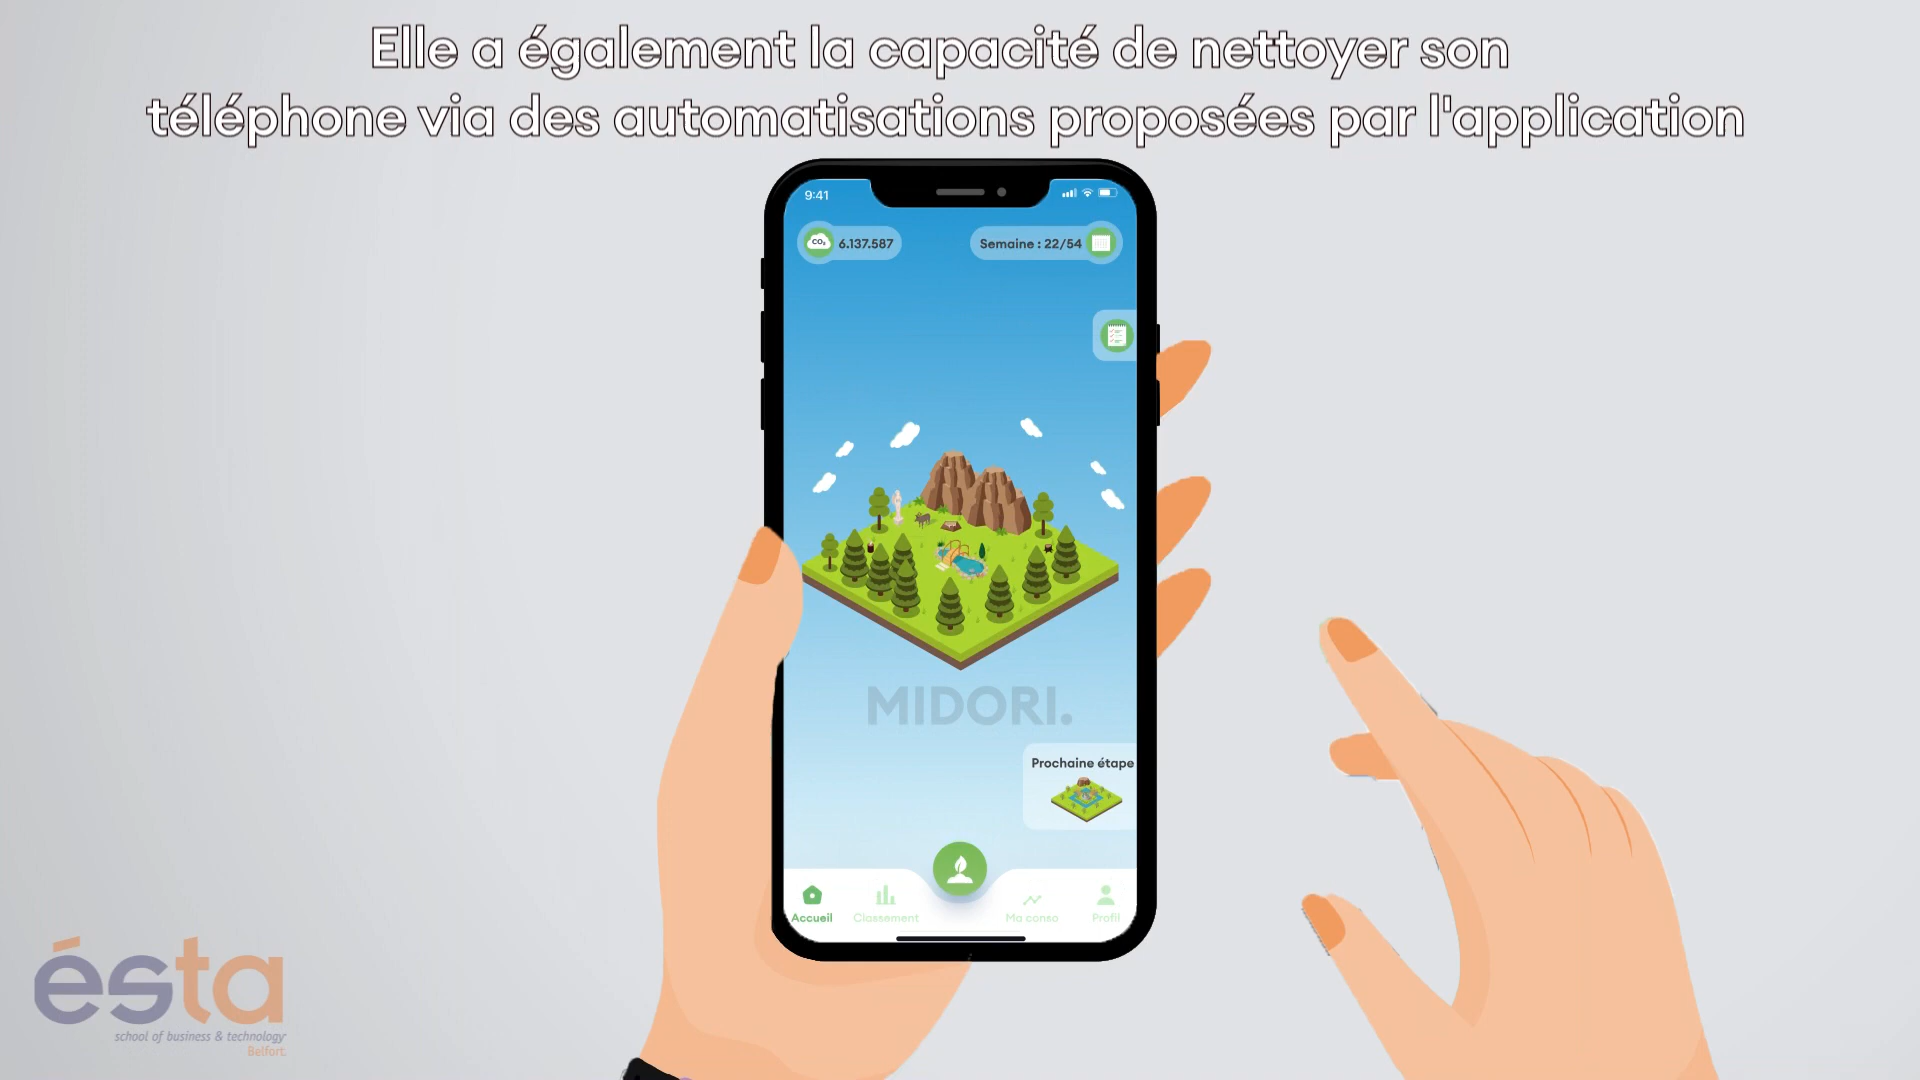 Elle a également la capacité de nettoyer son
téléphone via des automatisations proposées par l'application
9:41
CO₂ 6.137.587
Semaine : 22/54
MIDORI.
Prochaine étape
Accueil
Classement
Ma conso
Profil
ésta
school of business & technology
Belfort